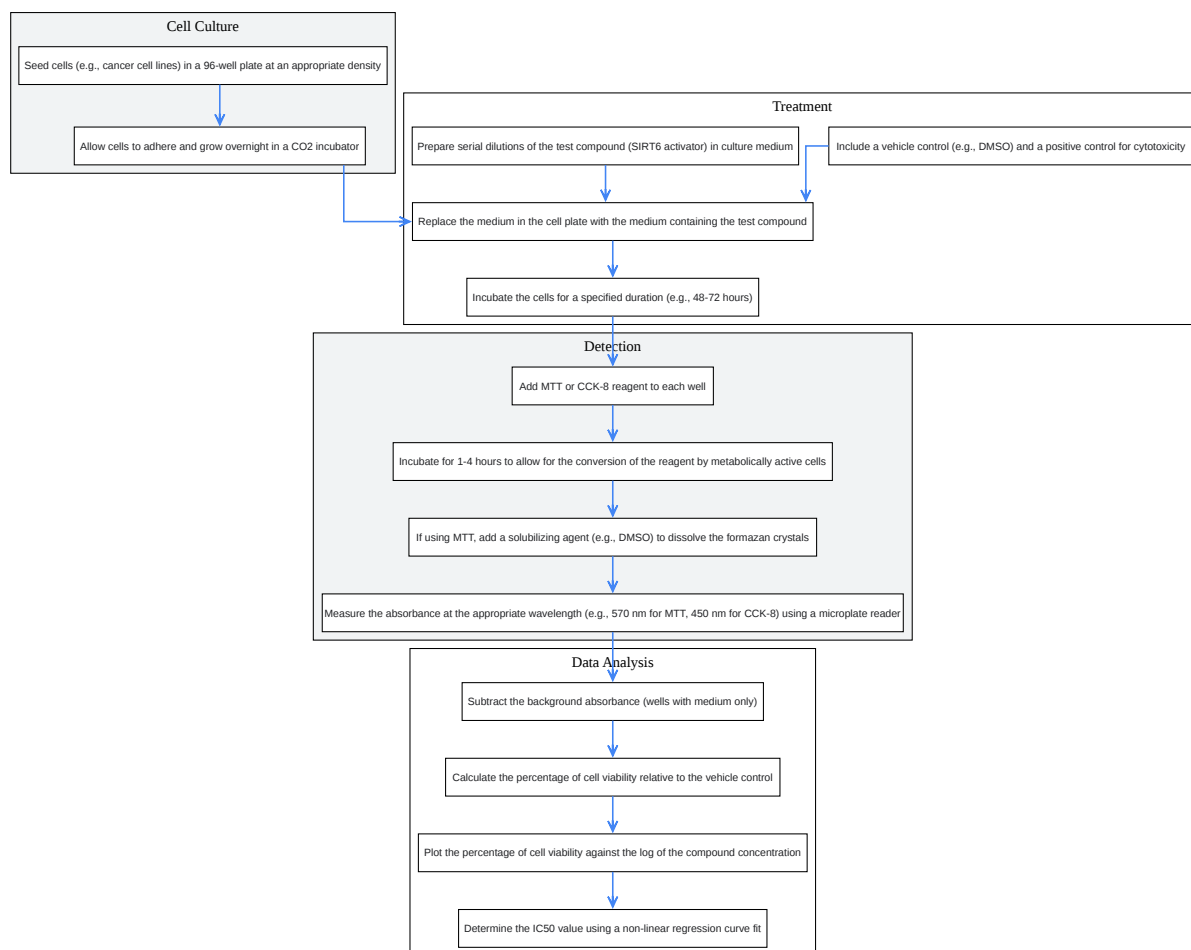 Cell Culture
Seed cells (e.g., cancer cell lines) in a 96-well plate at an appropriate density
Allow cells to adhere and grow overnight in a CO2 incubator
Treatment
Prepare serial dilutions of the test compound (SIRT6 activator) in culture medium
Include a vehicle control (e.g., DMSO) and a positive control for cytotoxicity
Replace the medium in the cell plate with the medium containing the test compound
Incubate the cells for a specified duration (e.g., 48-72 hours)
Detection
Add MTT or CCK-8 reagent to each well
Incubate for 1-4 hours to allow for the conversion of the reagent by metabolically active cells
If using MTT, add a solubilizing agent (e.g., DMSO) to dissolve the formazan crystals
Measure the absorbance at the appropriate wavelength (e.g., 570 nm for MTT, 450 nm for CCK-8) using a microplate reader
Data Analysis
Subtract the background absorbance (wells with medium only)
Calculate the percentage of cell viability relative to the vehicle control
Plot the percentage of cell viability against the log of the compound concentration
Determine the IC50 value using a non-linear regression curve fit